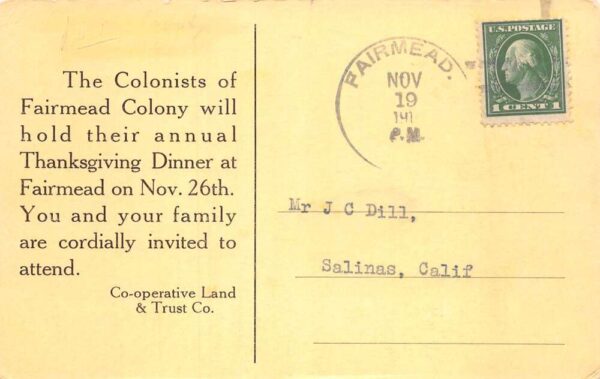 The Colonists of
Fairmead Colony will
hold their annual
Thanksgiving Dinner at
Fairmead on Nov. 26th.
You and your family
are cordially invited to
attend.
Co-operative Land
& Trust Co.
FAIRMEAD.
NOV
19
P.M.
U.S. POSTAGE
1 CENT 1
Mr J C Dill,
Salinas, Calif